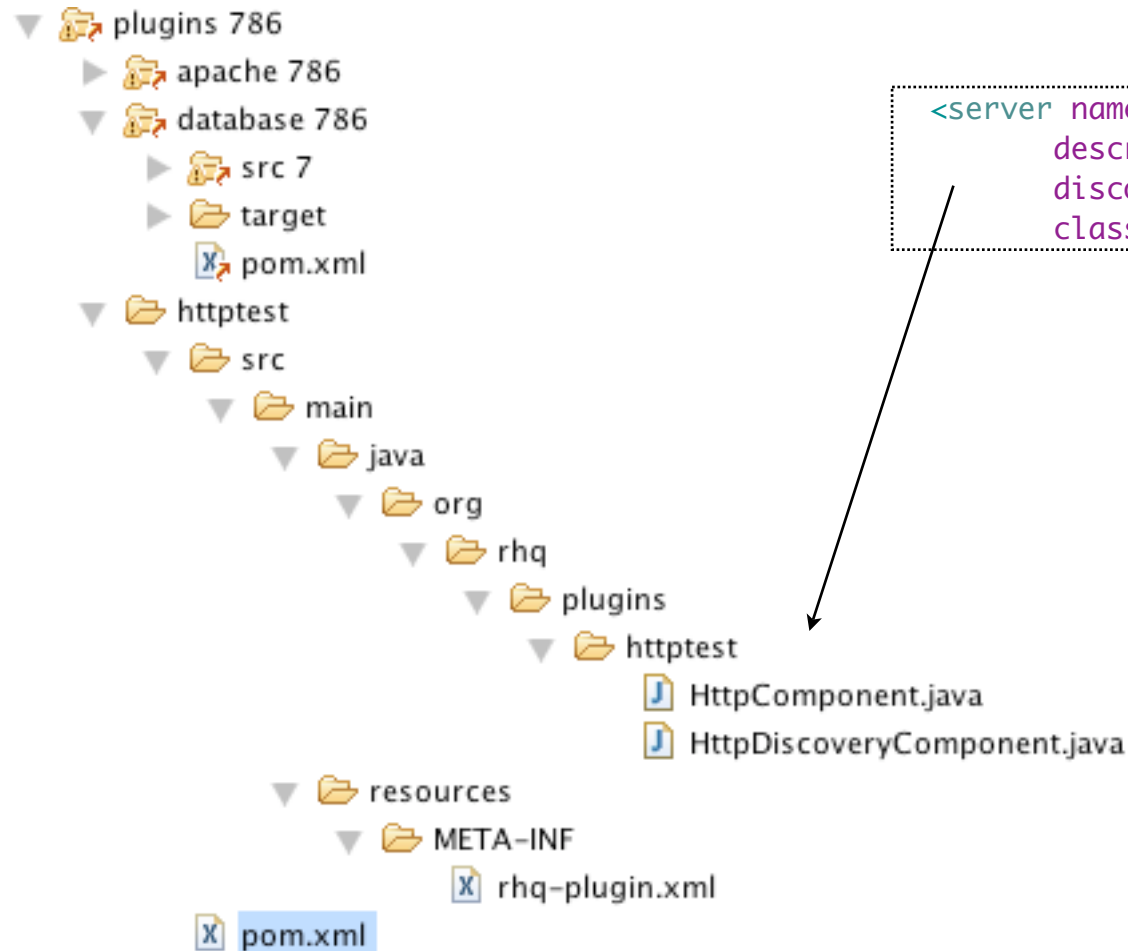 plugins 786
apache 786
database 786
src 7
target
pom.xml
httptest
src
main
java
org
rhq
plugins
httptest
HttpComponent.java
HttpDiscoveryComponent.java
resources
META-INF
rhq-plugin.xml
pom.xml
<server